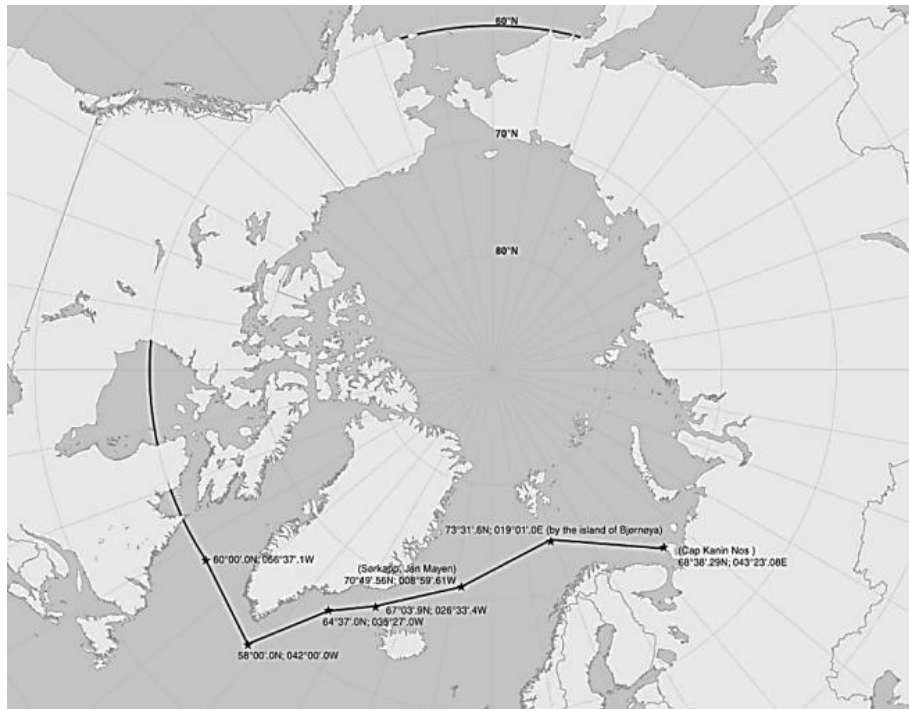 60°N
70°N
80°N
73°31'.6N; 019°01'.0E (by the island of Bjørnøya)
(Cap Kanin Nos )
68°38'.29N; 043°23'.08E
60°00'.0N; 056°37'.1W
(Sørkapp, Jan Mayen)
70°49'.56N; 008°59'.61W
67°03'.9N; 026°33'.4W
64°37'.0N; 035°27'.0W
58°00'.0N; 042°00'.0W